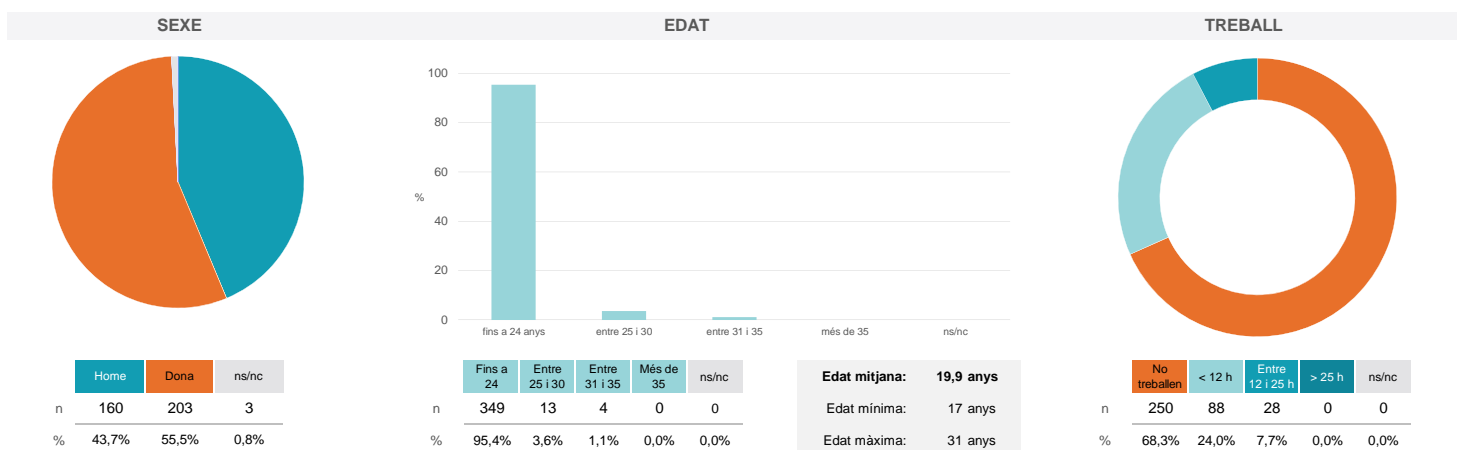 SEXE
EDAT
TREBALL
100
80
60
%
40
20
0
fins a 24 anys
entre 25 i 30
entre 31 i 35
més de 35
ns/nc
Home Dona ns/nc
n 160 203 3
% 43,7% 55,5% 0,8%
Fins a Entre Entre Més de
24 25 i 30 31 i 35 35 ns/nc
n 349 13 4 0 0
% 95,4% 3,6% 1,1% 0,0% 0,0%
Edat mitjana: 19,9 anys
Edat mínima: 17 anys
Edat màxima: 31 anys
No Entre
treballen < 12 h 12 i 25 h > 25 h ns/nc
n 250 88 28 0 0
% 68,3% 24,0% 7,7% 0,0% 0,0%